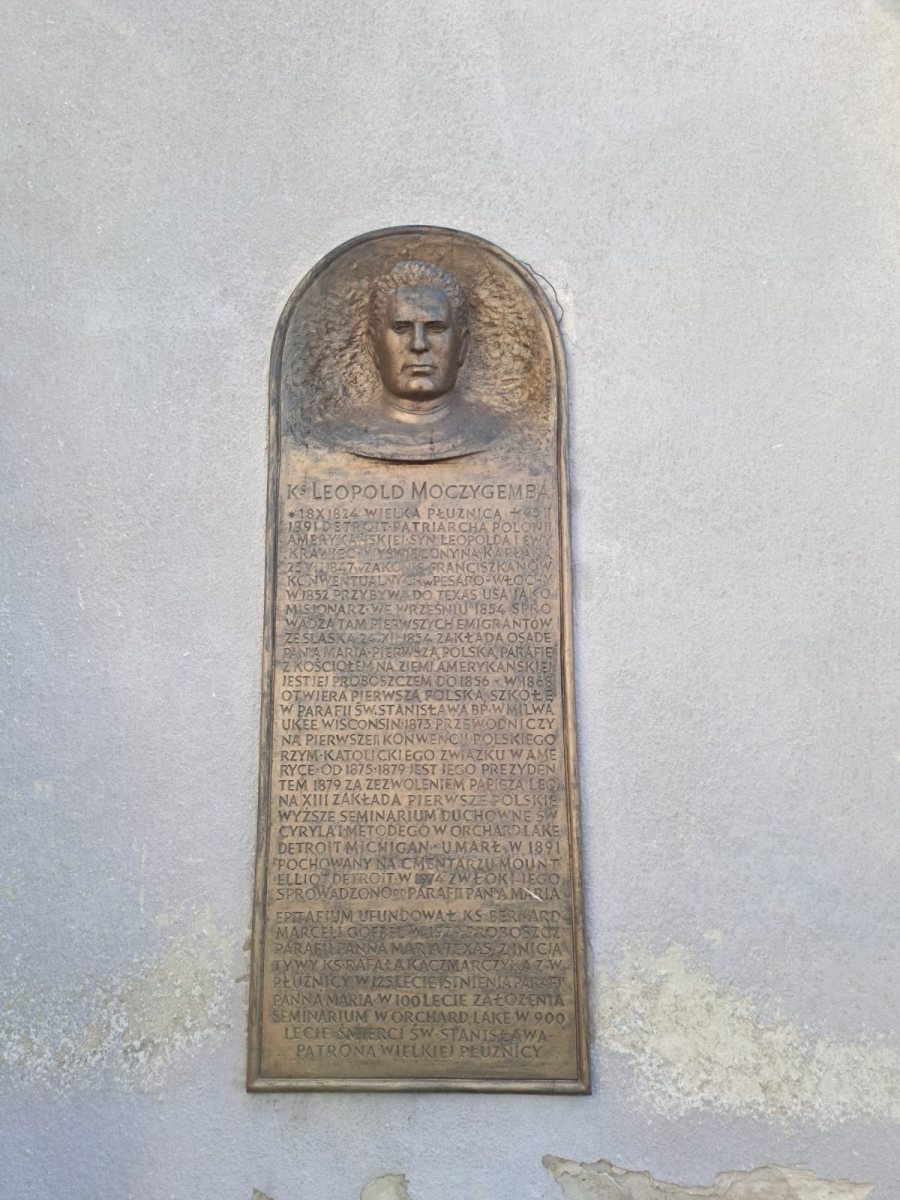 Ks LEOPOLD MOCZYGEMBA
*18X1824 WIELKA PŁUŻNICA +
1891 DETROIT·PATRIARCHA POLONII
AMERYKAŃSKIEJ·SYN LEOPOLDA I EWY
KRAWIEC·WYŚWIĘCONY NA KAPŁANA
1847 W ZAKONIE FRANCISZKANÓW
KONWENTUALNYCH W PESARO-WŁOCHY
W 1852 PRZYBYWA DO TEXAS USA JAKO
MISJONARZ·WE WRZEŚNIU 1854 SPRO
WADZA TAM PIERWSZYCH EMIGRANTÓW
ZE ŚLĄSKA 24·XII·1854 ZAKŁADA OSADĘ
PANNA MARIA·PIERWSZĄ POLSKĄ PARAFIĘ
Z KOŚCIOŁEM NA ZIEMI AMERYKAŃSKIEJ
JEST JEJ PROBOSZCZEM DO 1856·W 1868
OTWIERA PIERWSZĄ POLSKĄ SZKOŁĘ
W PARAFII ŚW. STANISŁAWA BP·W MILWA
UKEE WISCONSIN 1873 PRZEWODNICZY
NA PIERWSZEJ KONWENCJI POLSKIEGO
RZYM·KATOLICKIEGO ZWIĄZKU W AME
RYCE·OD 1875-1879 JEST JEGO PREZYDEN
TEM 1879 ZA ZEZWOLENIEM PAPIEŻA LEO
NA XIII ZAKŁADA PIERWSZE POLSKIE
WYŻSZE SEMINARIUM DUCHOWNE ŚW
CYRYLA I METODEGO W ORCHARD LAKE
DETROIT MICHIGAN·UMARŁ W 1891
POCHOWANY NA CMENTARZU MOUNT
ELLIOT DETROIT·W 1974 ZWŁOKI JEGO
SPROWADZONO DO PARAFII PANNA MARIA
EPITAFIUM UFUNDOWAŁ KS·BERNARD
MARCELI GOEBEL W 1979 PROBOSZCZ
PARAFII PANNA MARIA TEXAS·Z INICJA
TYWY KS·RAFAŁA KACZMARCZYKA Z W
PŁUŻNICY W 125 LECIE ISTNIENIA PARAFI
PANNA MARIA·W 100 LECIE ZAŁOŻENIA
SEMINARIUM W ORCHARD LAKE W 900
LECIE ŚMIERCI ŚW·STANISŁAWA-
PATRONA WIELKIEJ PŁUŻNICY